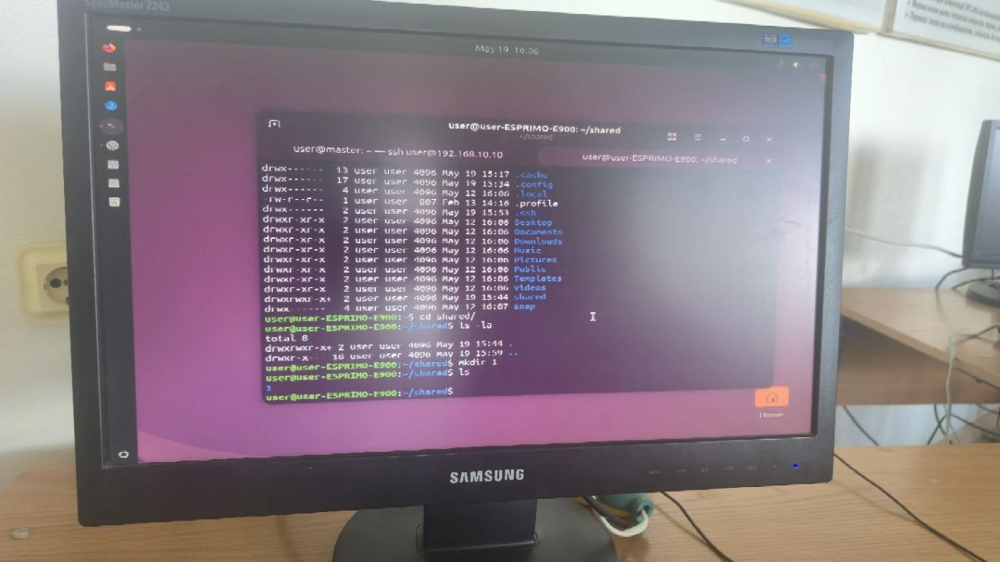 SyncMaster 2243
May 19 16:06
user@user-ESPRIMO-E900: ~/shared
~/shared
user@master: ~ — ssh user@192.168.10.10
user@user-ESPRIMO-E900: ~/shared
drwx------ 13 user user 4096 May 19 15:17 .cache
drwx------ 17 user user 4096 May 19 15:34 .config
drwx------ 4 user user 4096 May 12 16:06 .local
-rw-r--r-- 1 user user 807 Feb 13 14:16 .profile
drwx------ 2 user user 4096 May 19 15:53 .ssh
drwxr-xr-x 2 user user 4096 May 12 16:06 Desktop
drwxr-xr-x 2 user user 4096 May 12 16:06 Documents
drwxr-xr-x 2 user user 4096 May 12 16:06 Downloads
drwxr-xr-x 2 user user 4096 May 12 16:06 Music
drwxr-xr-x 2 user user 4096 May 12 16:06 Pictures
drwxr-xr-x 2 user user 4096 May 12 16:06 Public
drwxr-xr-x 2 user user 4096 May 12 16:06 Templates
drwxr-xr-x 2 user user 4096 May 12 16:06 Videos
drwxrwxr-x+ 2 user user 4096 May 19 15:44 shared
drwx------ 4 user user 4096 May 12 16:07 snap
user@user-ESPRIMO-E900:~$ cd shared/
user@user-ESPRIMO-E900:~/shared$ ls -la
total 8
drwxrwxr-x+ 2 user user 4096 May 19 15:44 .
drwxr-x--- 16 user user 4096 May 19 15:59 ..
user@user-ESPRIMO-E900:~/shared$ mkdir 1
user@user-ESPRIMO-E900:~/shared$ ls
1
user@user-ESPRIMO-E900:~/shared$
Home
SAMSUNG